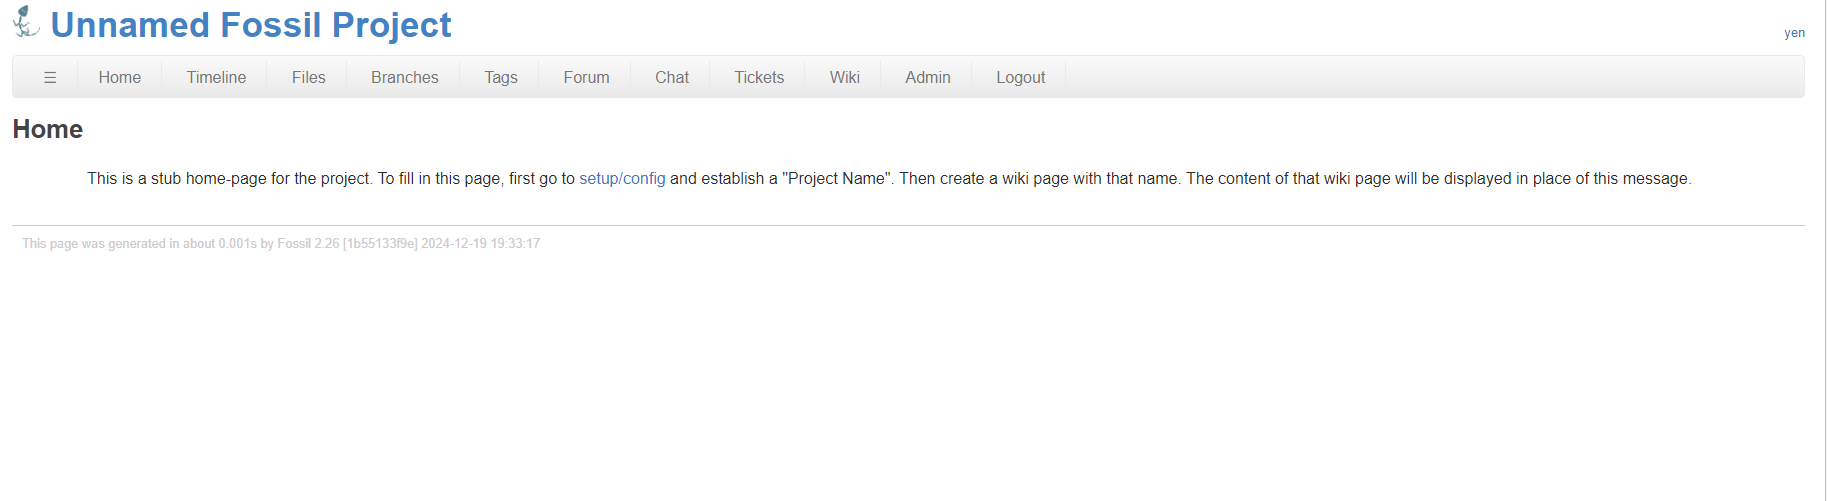 Unnamed Fossil Project
yen
☰ Home Timeline Files Branches Tags Forum Chat Tickets Wiki Admin Logout
Home
This is a stub home-page for the project. To fill in this page, first go to setup/config and establish a "Project Name". Then create a wiki page with that name. The content of that wiki page will be displayed in place of this message.
This page was generated in about 0.001s by Fossil 2.26 [1b55133f9e] 2024-12-19 19:33:17